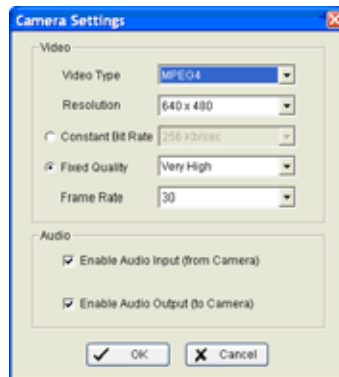 Camera Settings
Video
Video Type MPEG4
Resolution 640 x 480
Constant Bit Rate 256 Kb/sec
Fixed Quality Very High
Frame Rate 30
Audio
Enable Audio Input (from Camera)
Enable Audio Output (to Camera)
OK Cancel